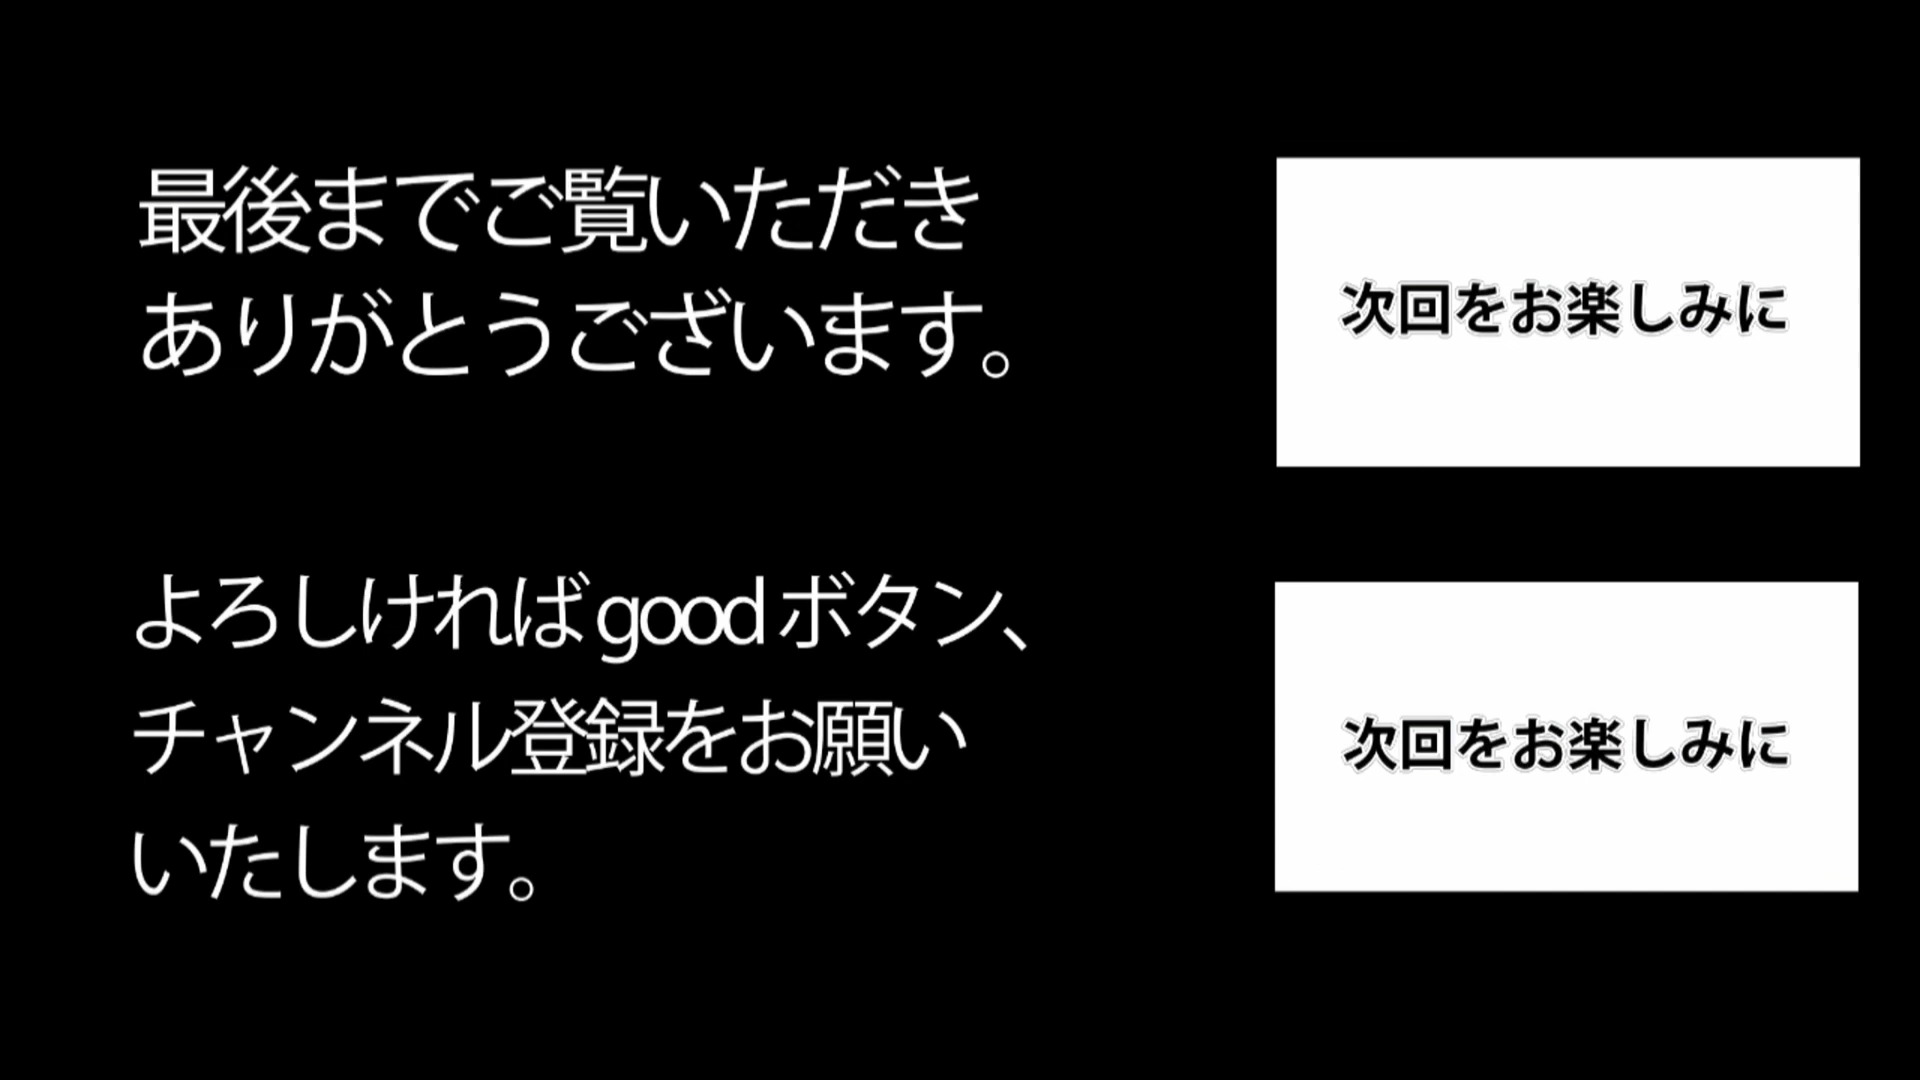 最後までご覧いただき
ありがとうございます。
よろしければgoodボタン、
チャンネル登録をお願い
いたします。
次回をお楽しみに
次回をお楽しみに